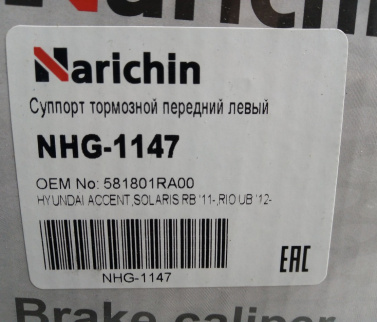 Narichin
Суппорт тормозной передний левый
NHG-1147
OEM No: 581801RA00
HYUNDAI ACCENT,SOLARIS RB '11-,RIO UB '12-
NHG-1147
EAC
Brake caliper